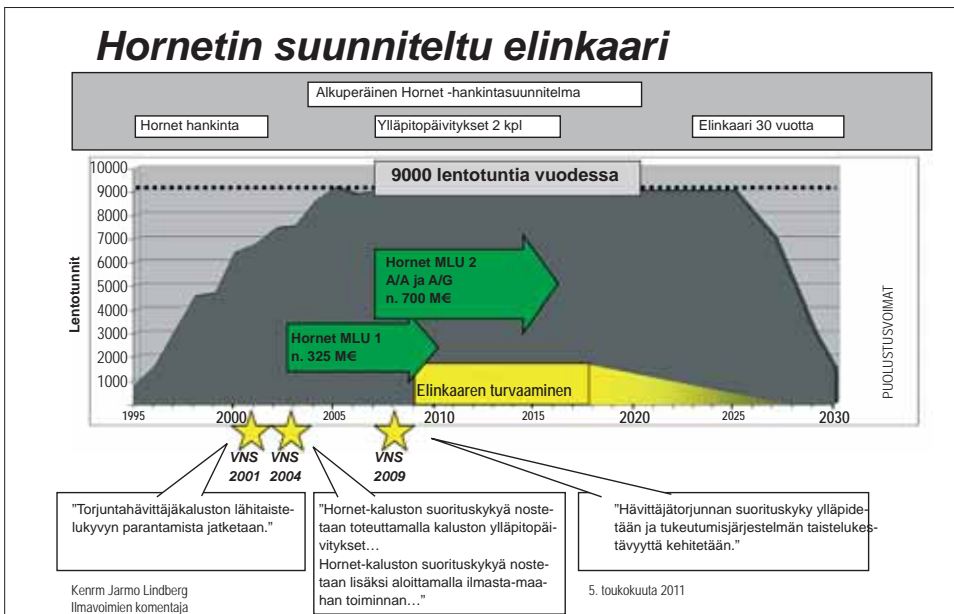 Hornetin suunniteltu elinkaari
Alkuperäinen Hornet -hankintasuunnitelma
Hornet hankinta
Ylläpitopäivitykset 2 kpl
Elinkaari 30 vuotta
Lentotunnit
10000
9000
8000
7000
6000
5000
4000
3000
2000
1000
9000 lentotuntia vuodessa
Hornet MLU 2
A/A ja A/G
n. 700 M€
Hornet MLU 1
n. 325 M€
Elinkaaren turvaaminen
PUOLUSTUSVOIMAT
1995
2000
2005
2010
2015
2020
2025
2030
VNS
2001
VNS
2004
VNS
2009
"Torjuntahävittäjäkaluston lähitaiste-
lukyvyn parantamista jatketaan."
"Hornet-kaluston suorituskykyä noste-
taan toteuttamalla kaluston ylläpitopäi-
vitykset…
Hornet-kaluston suorituskykyä noste-
taan lisäksi aloittamalla ilmasta-maa-
han toiminnan…"
"Hävittäjätorjunnan suorituskyky ylläpide-
tään ja tukeutumisjärjestelmän taistelukes-
tävyyttä kehitetään."
Kenrm Jarmo Lindberg
Ilmavoimien komentaja
5. toukokuuta 2011